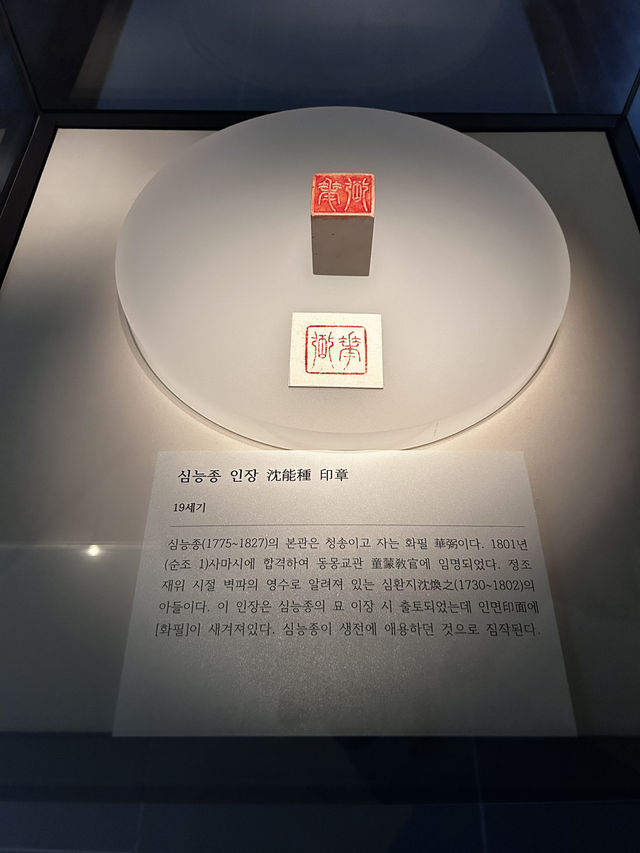 華弼
심능종 인장 沈能種 印章
19세기
심능종(1775~1827)의 본관은 청송이고 자는 화필 華弼이다. 1801년
(순조 1)사마시에 합격하여 동몽교관 童蒙敎官에 임명되었다. 정조
재위 시절 벽파의 영수로 알려져 있는 심환지沈煥之(1730~1802)의
아들이다. 이 인장은 심능종의 묘 이장 시 출토되었는데 인면印面에
[화필]이 새겨져있다. 심능종이 생전에 애용하던 것으로 짐작된다.